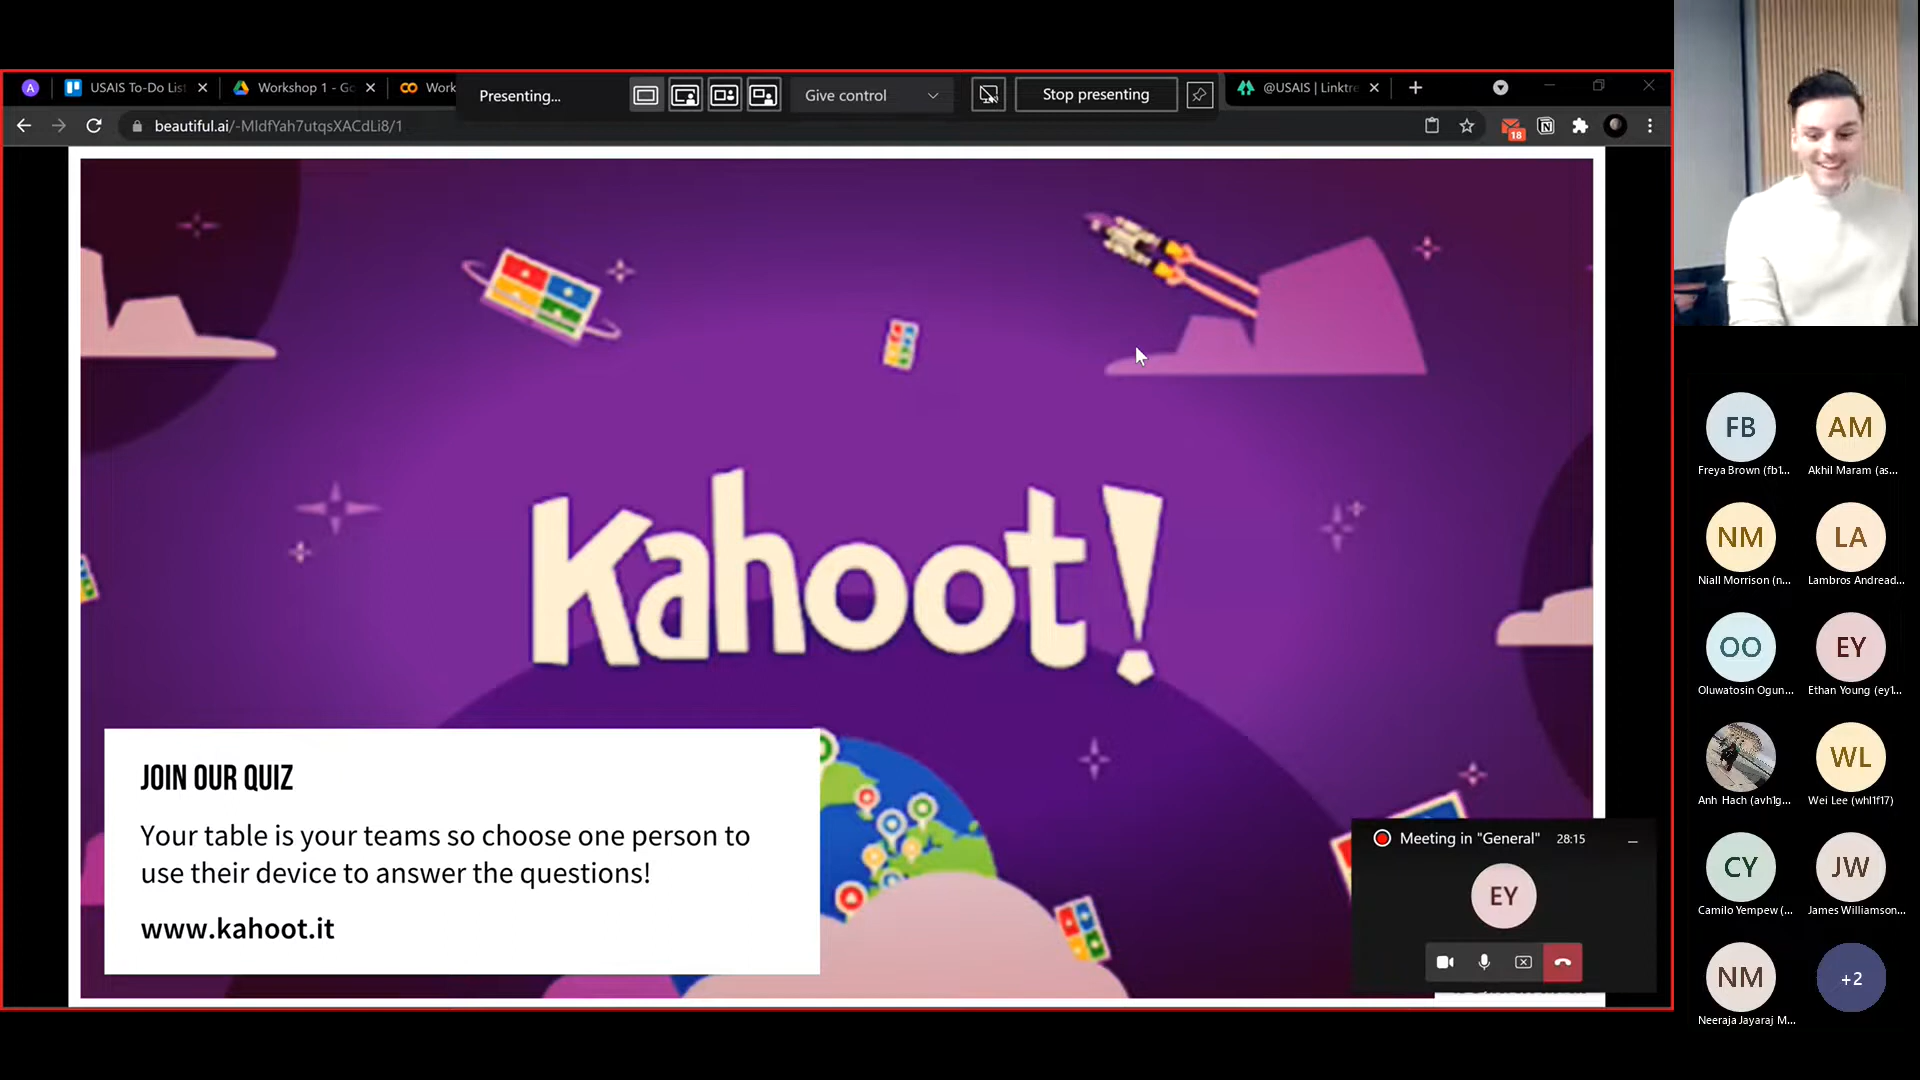 A
USAIS To-Do List
Workshop 1 - Go
Work
Presenting...
Give control
Stop presenting
@USAIS | Linktre
beautiful.ai/-MldfYah7utqsXACdLi8/1
18
Kahoot!
JOIN OUR QUIZ
Your table is your teams so choose one person to
use their device to answer the questions!
www.kahoot.it
Meeting in "General" 28:15
EY
FB
AM
Freya Brown (fb1...
Akhil Maram (as...
NM
LA
Niall Morrison (n...
Lambros Andread...
OO
EY
Oluwatosin Ogun...
Ethan Young (ey1...
WL
Anh Hach (avh1g...
Wei Lee (whl1f17)
CY
JW
Camilo Yempew (...
James Williamson...
NM
+2
Neeraja Jayaraj M...